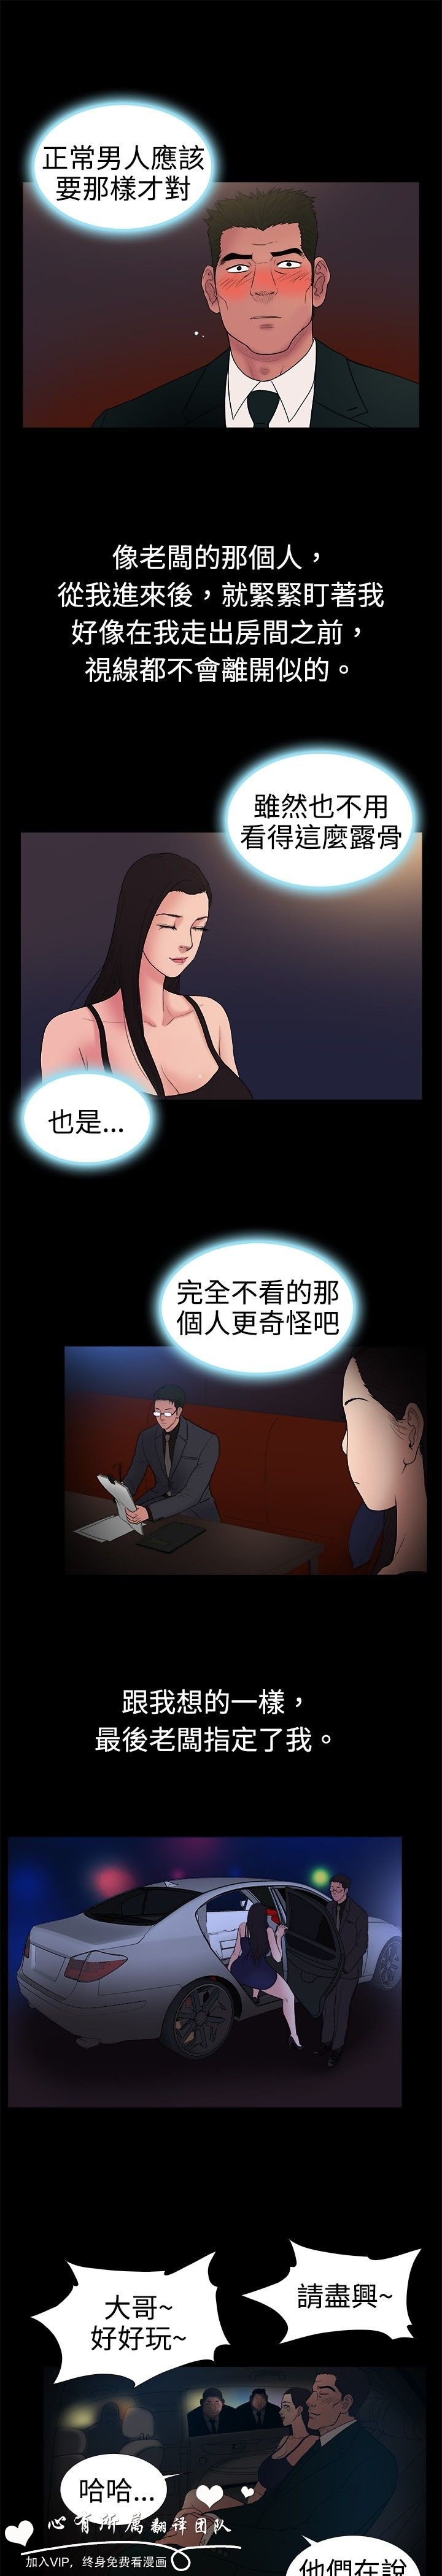 正常男人應該
要那樣才對
像老闆的那個人，
從我進來後，就緊緊盯著我
好像在我走出房間之前，
視線都不會離開似的。
雖然也不用
看得這麼露骨
也是...
完全不看的那
個人更奇怪吧
跟我想的一樣，
最後老闆指定了我。
大哥~
好好玩~
請盡興~
哈哈...
心有所属翻译团队
加入VIP，终身免费看漫画
他們在說